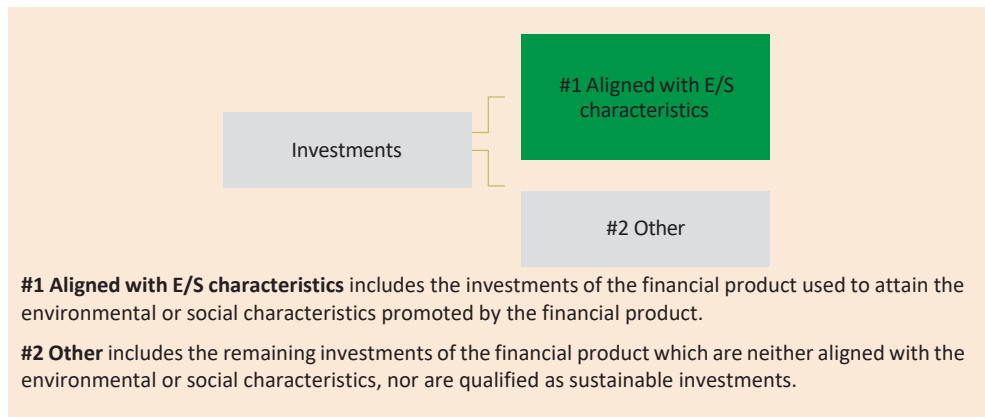 #1 Aligned with E/S
characteristics
Investments
#2 Other
#1 Aligned with E/S characteristics includes the investments of the financial product used to attain the
environmental or social characteristics promoted by the financial product.
#2 Other includes the remaining investments of the financial product which are neither aligned with the
environmental or social characteristics, nor are qualified as sustainable investments.